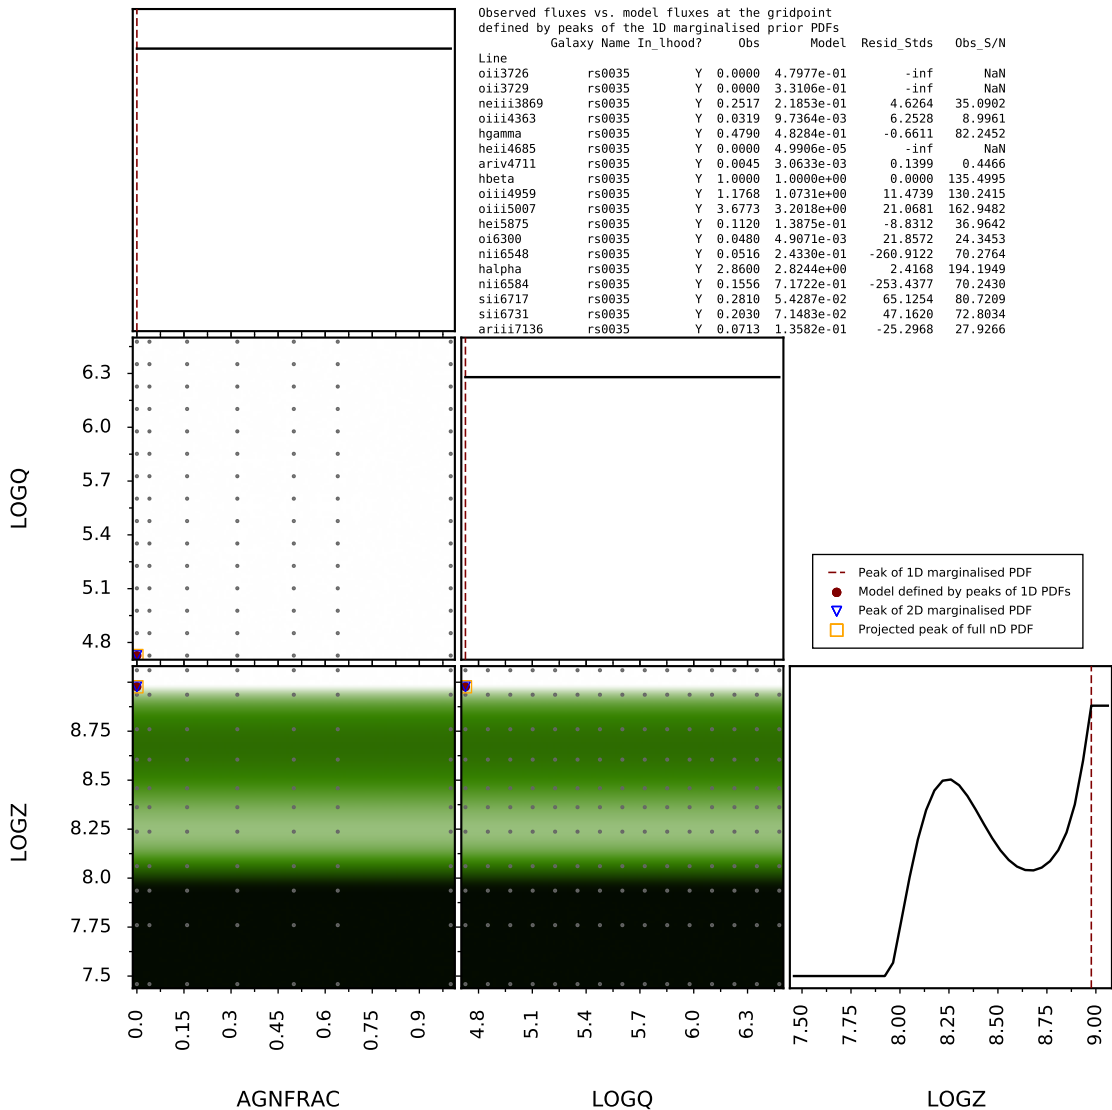 Observed fluxes vs. model fluxes at the gridpoint
defined by peaks of the 1D marginalised prior PDFs
Galaxy Name In_lhood? Obs Model Resid_Stds Obs_S/N
Line
oii3726 rs0035 Y 0.0000 4.7977e-01 -inf NaN
oii3729 rs0035 Y 0.0000 3.3106e-01 -inf NaN
neiii3869 rs0035 Y 0.2517 2.1853e-01 4.6264 35.0902
oiii4363 rs0035 Y 0.0319 9.7364e-03 6.2528 8.9961
hgamma rs0035 Y 0.4790 4.8284e-01 -0.6611 82.2452
heii4685 rs0035 Y 0.0000 4.9906e-05 -inf NaN
ariv4711 rs0035 Y 0.0045 3.0633e-03 0.1399 0.4466
hbeta rs0035 Y 1.0000 1.0000e+00 0.0000 135.4995
oiii4959 rs0035 Y 1.1768 1.0731e+00 11.4739 130.2415
oiii5007 rs0035 Y 3.6773 3.2018e+00 21.0681 162.9482
hei5875 rs0035 Y 0.1120 1.3875e-01 -8.8312 36.9642
oi6300 rs0035 Y 0.0480 4.9071e-03 21.8572 24.3453
nii6548 rs0035 Y 0.0516 2.4330e-01 -260.9122 70.2764
halpha rs0035 Y 2.8600 2.8244e+00 2.4168 194.1949
nii6584 rs0035 Y 0.1556 7.1722e-01 -253.4377 70.2430
sii6717 rs0035 Y 0.2810 5.4287e-02 65.1254 80.7209
sii6731 rs0035 Y 0.2030 7.1483e-02 47.1620 72.8034
ariii7136 rs0035 Y 0.0713 1.3582e-01 -25.2968 27.9266
6.3
6.0
5.7
5.4
5.1
4.8
LOGQ
Peak of 1D marginalised PDF
Model defined by peaks of 1D PDFs
Peak of 2D marginalised PDF
Projected peak of full nD PDF
8.75
8.5
8.25
8.0
7.75
7.5
LOGZ
0.0 0.15 0.3 0.45 0.6 0.75 0.9
4.8 5.1 5.4 5.7 6.0 6.3
7.50 7.75 8.00 8.25 8.50 8.75 9.00
AGNFRAC LOGQ LOGZ